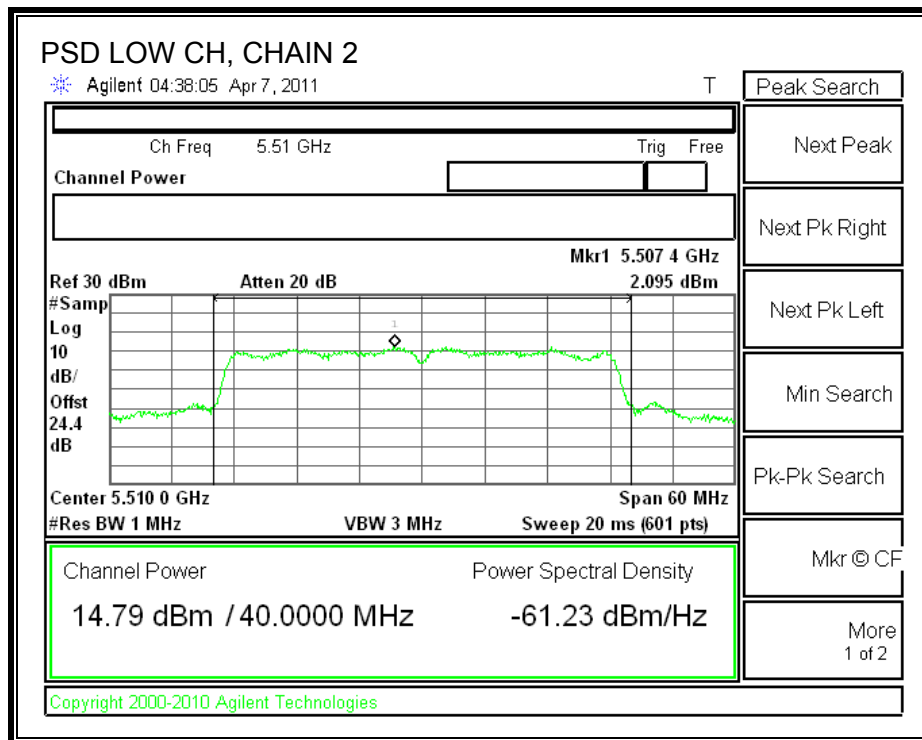 PSD LOW CH, CHAIN 2
Agilent 04:38:05 Apr 7, 2011 T
Peak Search
Ch Freq 5.51 GHz Trig Free
Channel Power
Next Peak
Next Pk Right
Mkr1 5.507 4 GHz
Ref 30 dBm Atten 20 dB 2.095 dBm
#Samp
Log
10
dB/
Offst
24.4
dB
1
Next Pk Left
Min Search
Pk-Pk Search
Center 5.510 0 GHz Span 60 MHz
#Res BW 1 MHz VBW 3 MHz Sweep 20 ms (601 pts)
Channel Power Power Spectral Density
14.79 dBm / 40.0000 MHz -61.23 dBm/Hz
Mkr © CF
More
1 of 2
Copyright 2000-2010 Agilent Technologies